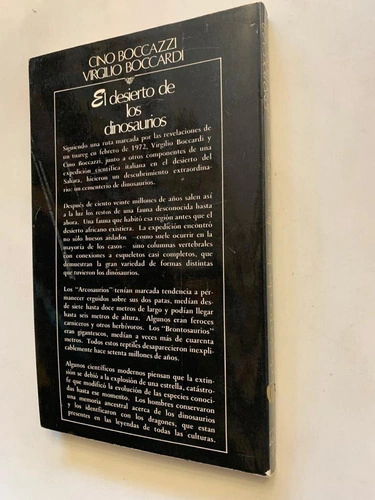 CINO BOCCAZZI
VIRGILIO BOCCARDI
El desierto de
los
dinosaurios
Siguiendo una ruta marcada por las revelaciones de
un tuareg en febrero de 1972, Virgilio Boccardi y
Cino Boccazzi, junto a otros componentes de una
expedición científica italiana en el desierto del
Sahara, hicieron un descubrimiento extraordina-
rio: un cementerio de dinosaurios.
Después de ciento veinte millones de años salen así
a la luz los restos de una fauna desconocida hasta
ahora. Una fauna que habitó esa región antes que el
desierto africano existiera. La expedición encontró
no sólo huesos aislados —como suele ocurrir en la
mayoría de los casos— sino columnas vertebrales
con conexiones a esqueletos casi completos, que
demuestran la gran variedad de formas distintas
que tuvieron los dinosaurios.
Los "Arcosaurios" tenían marcada tendencia a per-
manecer erguidos sobre sus dos patas, medían des-
de siete hasta doce metros de largo y podían llegar
hasta seis metros de altura. Algunos eran feroces
carniceros y otros herbívoros. Los "Brontosaurios"
eran gigantescos, medían a veces más de cuarenta
metros. Todos estos reptiles desaparecieron inexpli-
cablemente hace setenta millones de años.
Algunos científicos modernos piensan que la extin-
ción se debió a la explosión de una estrella, catástro-
fe que modificó la evolución de las especies conoci-
das hasta ese momento. Los hombres conservaron
una memoria ancestral acerca de los dinosaurios
y los identificaron con los dragones, que estan
presentes en las leyendas de todas las culturas.